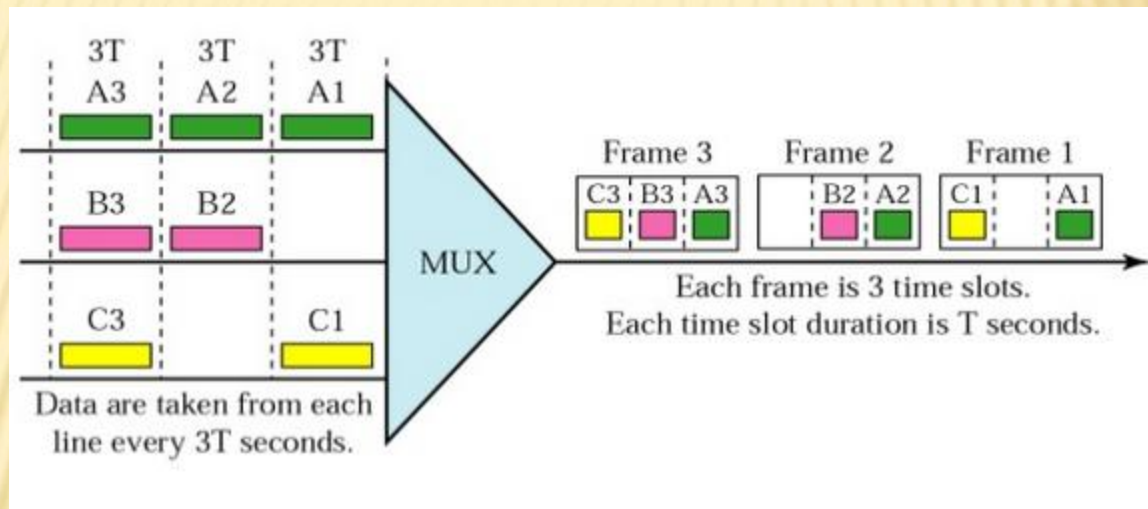 3T 3T 3T
A3 A2 A1
B3 B2
C3 C1
Data are taken from each
line every 3T seconds.
MUX
Frame 3 Frame 2 Frame 1
C3 B3 A3 B2 A2 C1 A1
Each frame is 3 time slots.
Each time slot duration is T seconds.